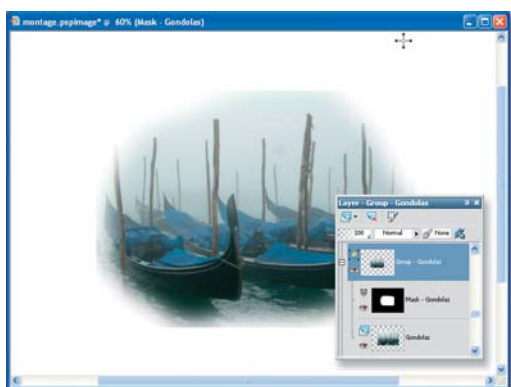 montage.pspimage* @ 60% (Mask - Gondolas)
Layer - Group - Gondolas
100 Normal None
Group - Gondolas
Mask - Gondolas
Gondolas